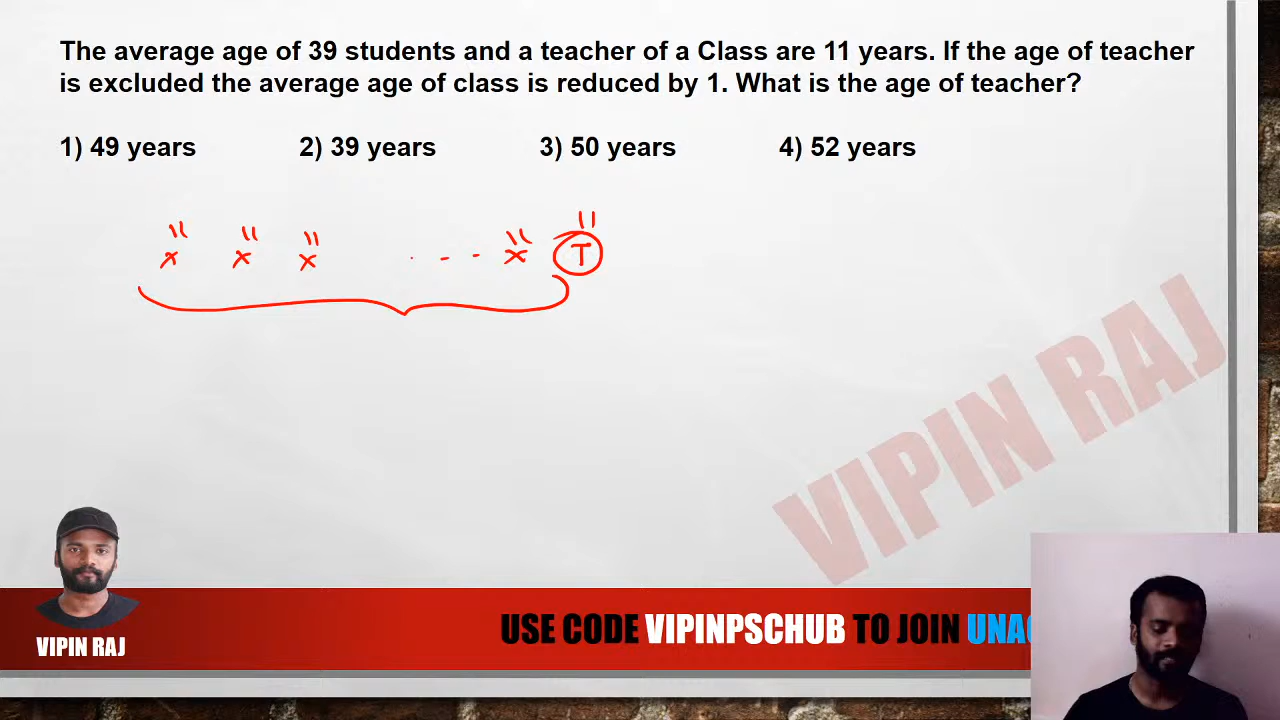 The average age of 39 students and a teacher of a Class are 11 years. If the age of teacher
is excluded the average age of class is reduced by 1. What is the age of teacher?
1) 49 years 2) 39 years 3) 50 years 4) 52 years
11 11 11 11 11
x x x . - - x T
VIPIN RAJ
USE CODE VIPINPSCHUB TO JOIN UNAC
VIPIN RAJ